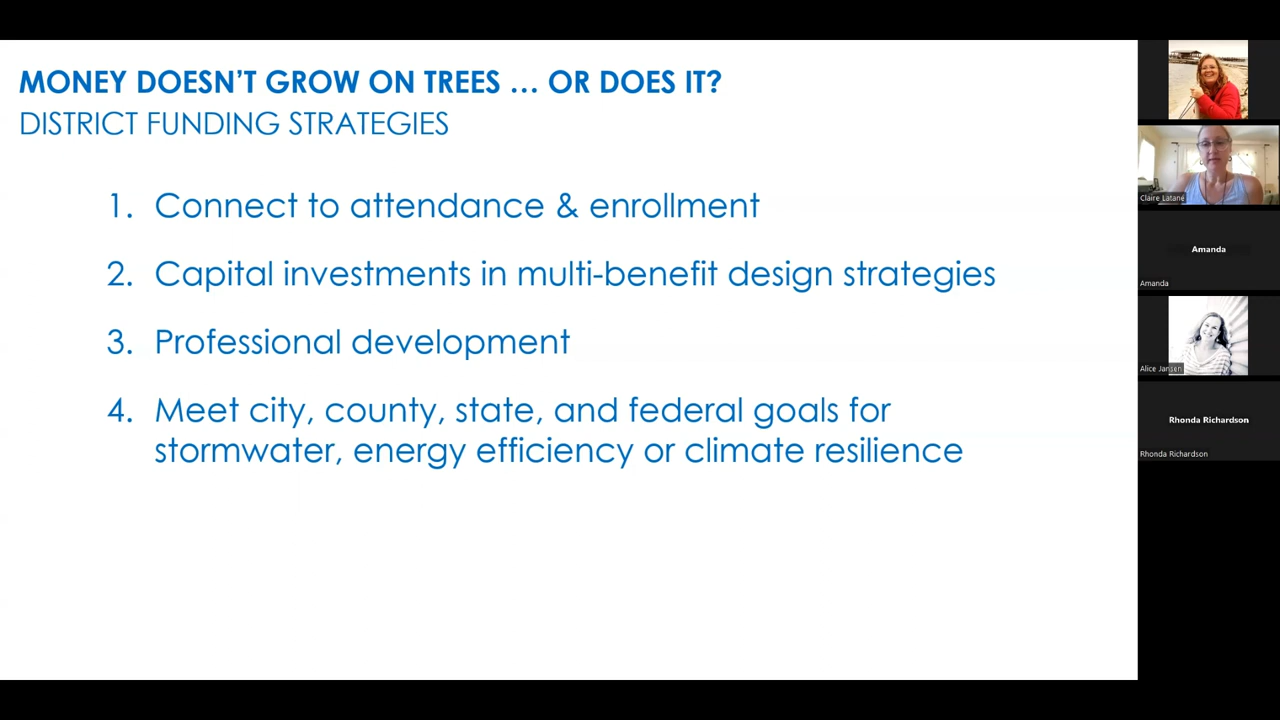 MONEY DOESN’T GROW ON TREES … OR DOES IT?
DISTRICT FUNDING STRATEGIES
1. Connect to attendance & enrollment
2. Capital investments in multi-benefit design strategies
3. Professional development
4. Meet city, county, state, and federal goals for
stormwater, energy efficiency or climate resilience
Claire Latané
Amanda
Amanda
Alice Jansen
Rhonda Richardson
Rhonda Richardson